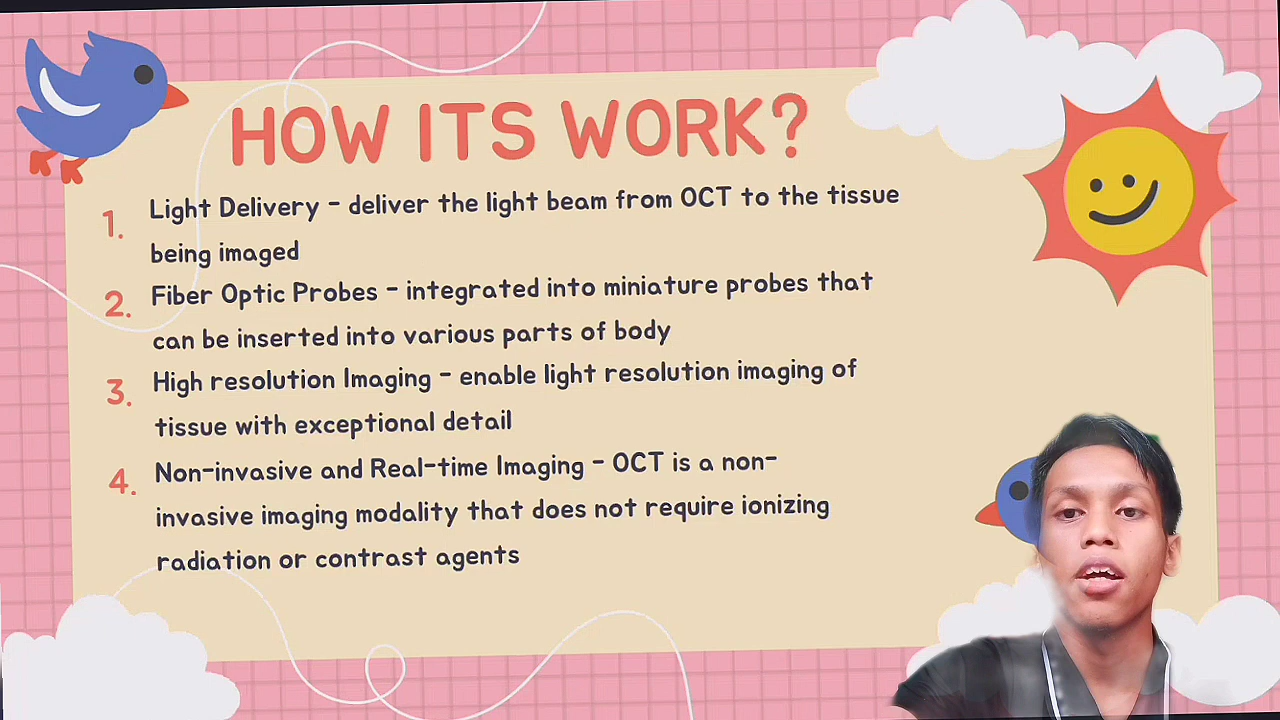 HOW ITS WORK?
1. Light Delivery - deliver the light beam from OCT to the tissue
being imaged
2. Fiber Optic Probes - integrated into miniature probes that
can be inserted into various parts of body
3. High resolution Imaging - enable light resolution imaging of
tissue with exceptional detail
4. Non-invasive and Real-time Imaging - OCT is a non-
invasive imaging modality that does not require ionizing
radiation or contrast agents